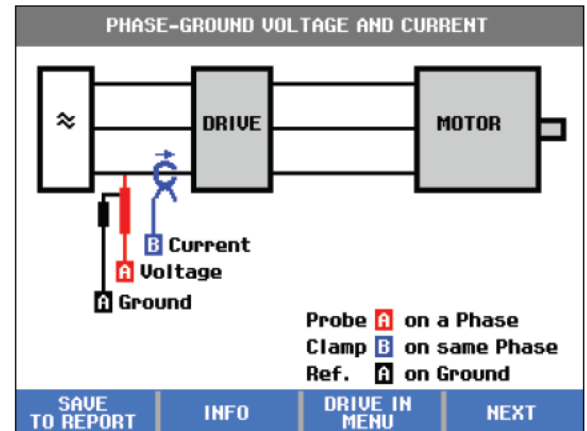 PHASE-GROUND VOLTAGE AND CURRENT
≈
DRIVE
MOTOR
B Current
A Voltage
A Ground
Probe A on a Phase
Clamp B on same Phase
Ref. A on Ground
SAVE
TO REPORT
INFO
DRIVE IN
MENU
NEXT